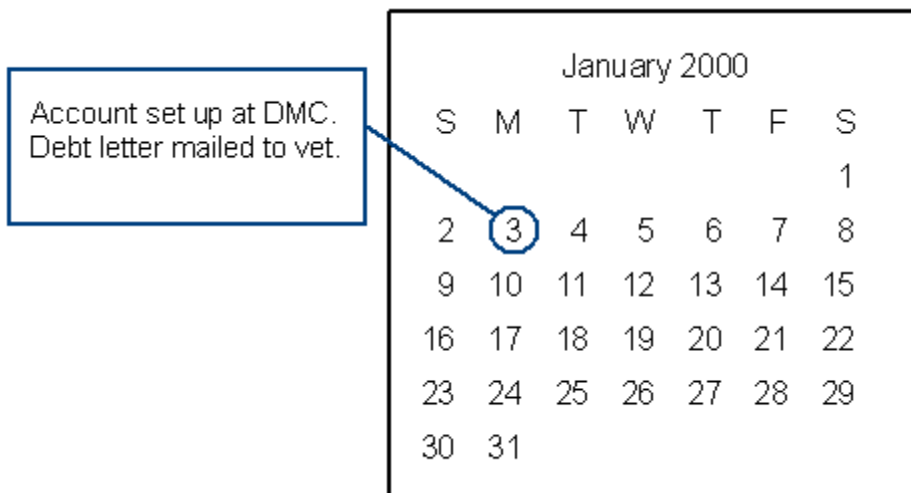 Account set up at DMC.
Debt letter mailed to vet.
January 2000
S M T W T F S
1
2 3 4 5 6 7 8
9 10 11 12 13 14 15
16 17 18 19 20 21 22
23 24 25 26 27 28 29
30 31